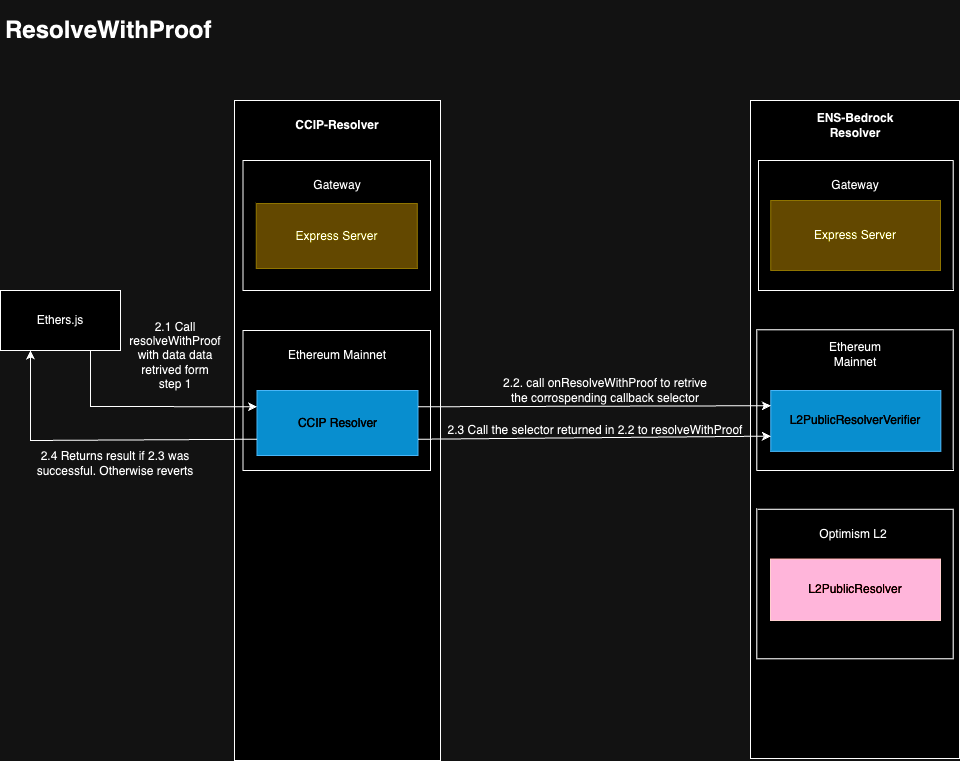 ResolveWithProof
CCIP-Resolver
Gateway
Express Server
Ethers.js
2.1 Call
resolveWithProof
with data data
retrived form
step 1
Ethereum Mainnet
CCIP Resolver
2.4 Returns result if 2.3 was
successful. Otherwise reverts
2.2. call onResolveWithProof to retrive
the corrospending callback selector
2.3 Call the selector returned in 2.2 to resolveWithProof
ENS-Bedrock
Resolver
Gateway
Express Server
Ethereum
Mainnet
L2PublicResolverVerifier
Optimism L2
L2PublicResolver